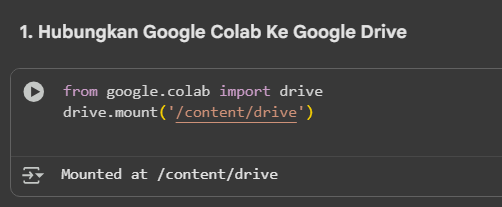 1. Hubungkan Google Colab Ke Google Drive
from google.colab import drive
drive.mount('/content/drive')
Mounted at /content/drive